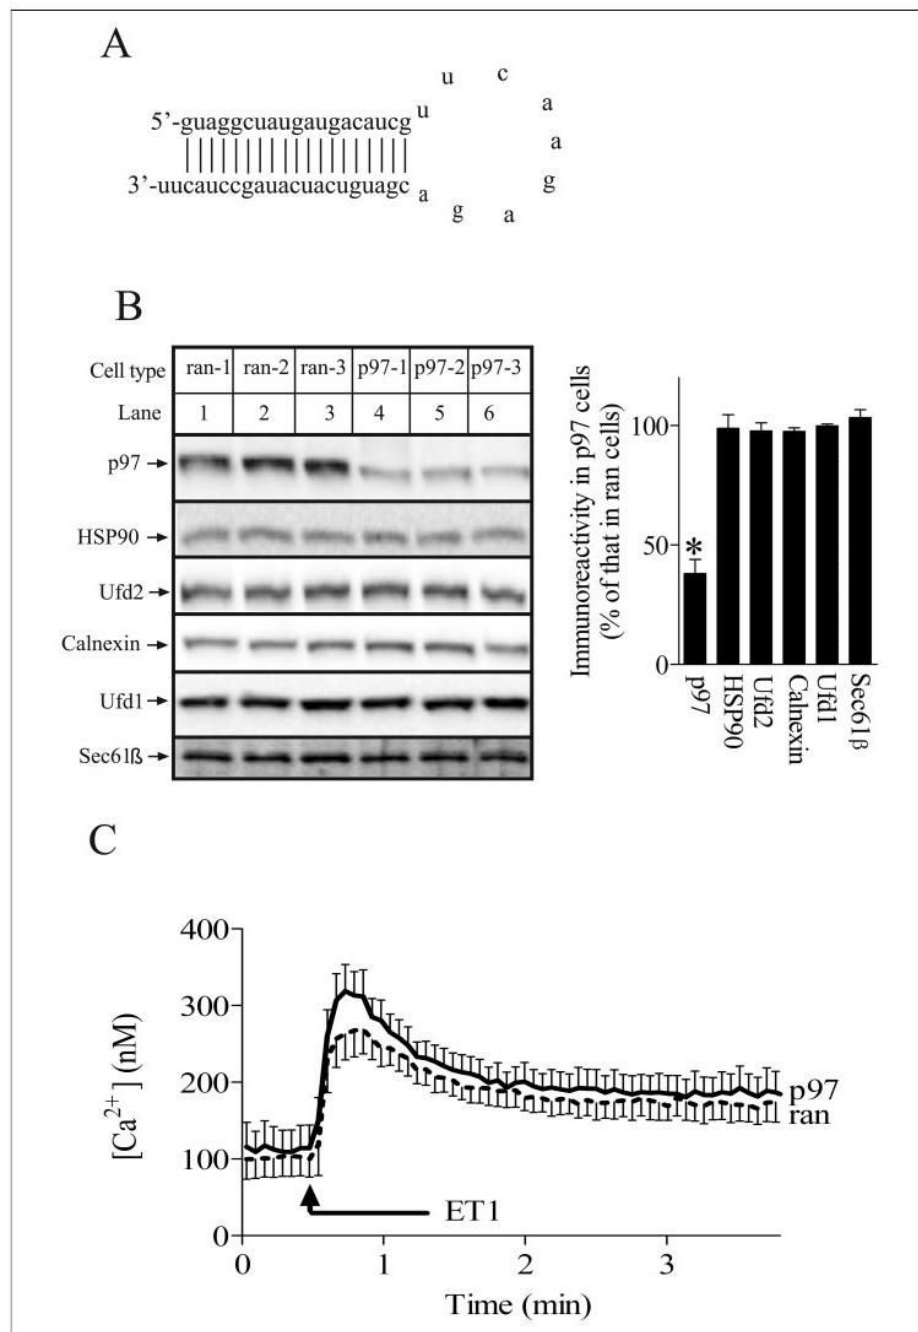 A
u c
u a
5'-guaggcuaugaugacaucg a
3'-uucauccgauacuacuguagc g
a g a
B
Cell type ran-1 ran-2 ran-3 p97-1 p97-2 p97-3
Lane 1 2 3 4 5 6
p97
HSP90
Ufd2
Calnexin
Ufd1
Sec61ß
Immunoreactivity in p97 cells
(% of that in ran cells)
100
50
0
*
p97
HSP90
Ufd2
Calnexin
Ufd1
Sec61β
C
[Ca2+] (nM)
400
300
200
100
0
p97
ran
ET1
0 1 2 3
Time (min)